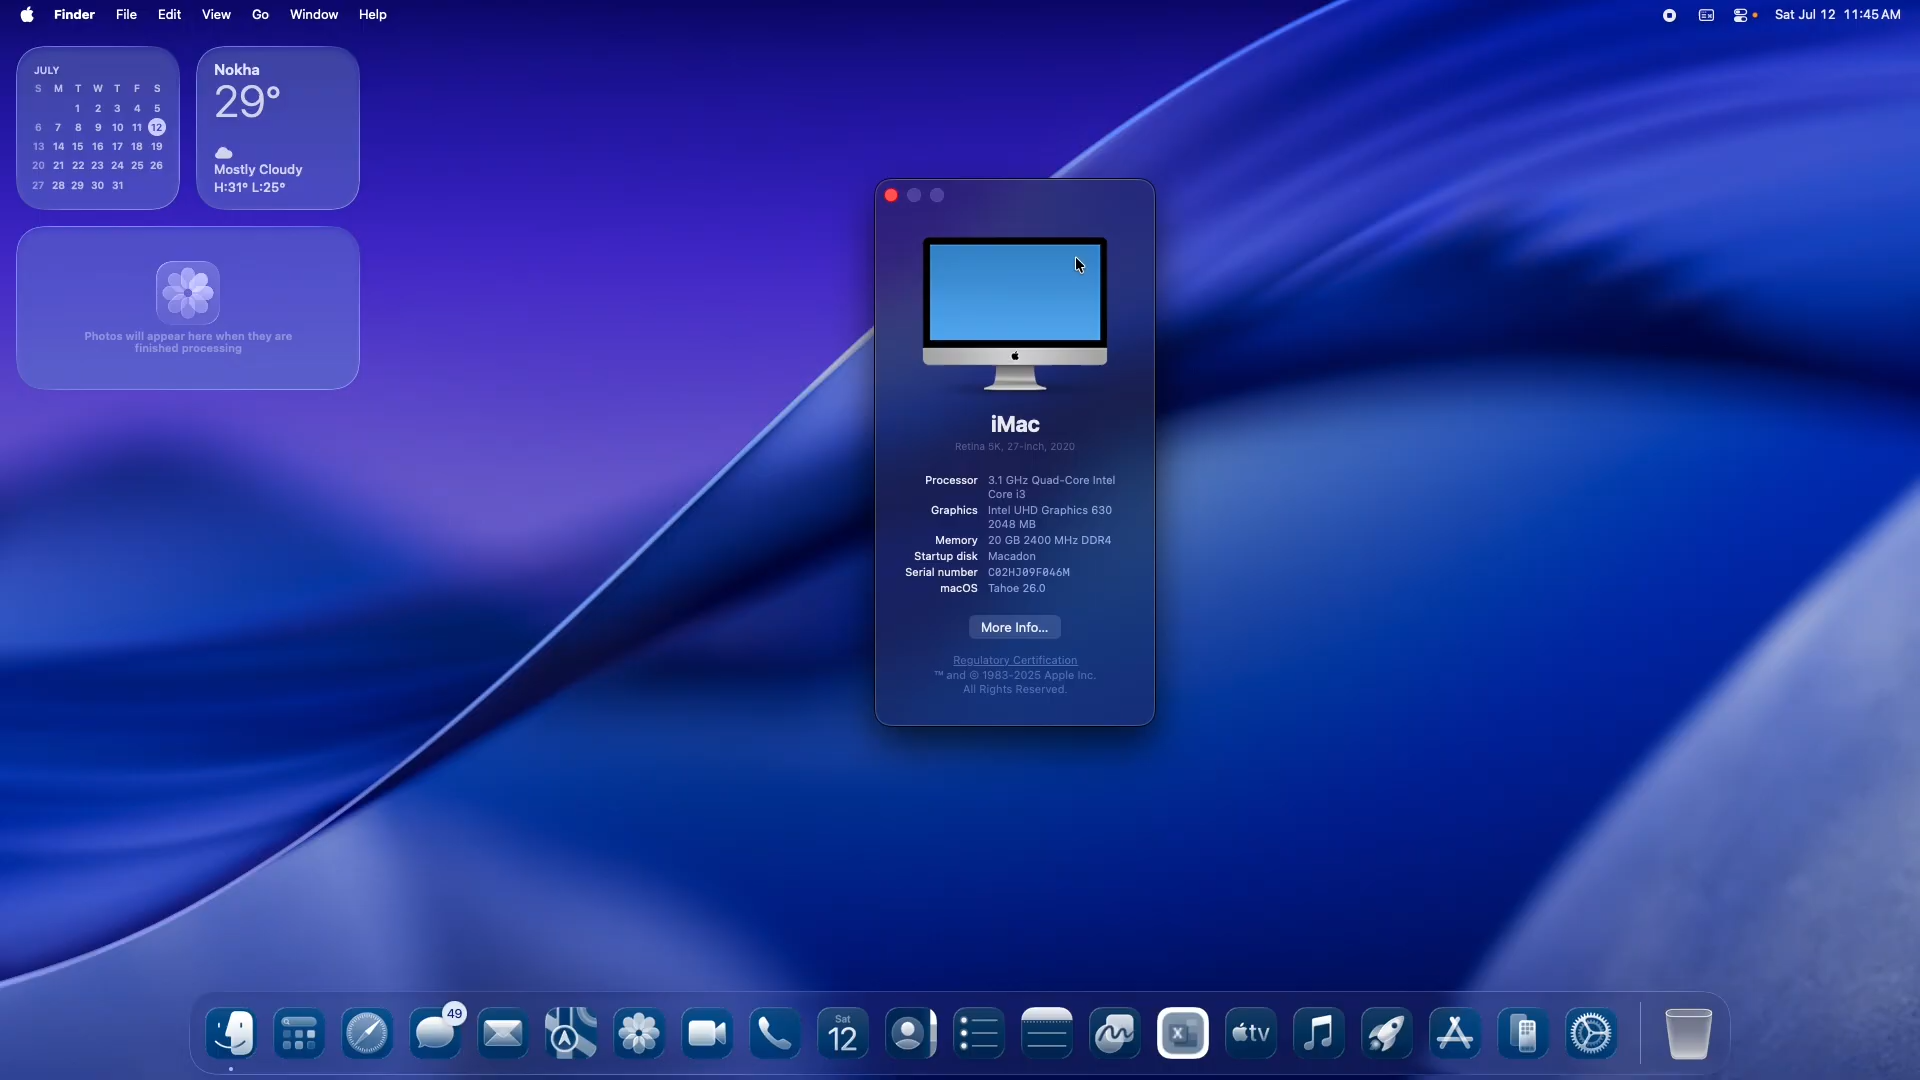 Finder File Edit View Go Window Help
Sat Jul 12 11:45 AM
JULY
S M T W T F S
1 2 3 4 5
6 7 8 9 10 11 12
13 14 15 16 17 18 19
20 21 22 23 24 25 26
27 28 29 30 31
Nokha
29°
Mostly Cloudy
H:31° L:25°
Photos will appear here when they are
finished processing
iMac
Retina 5K, 27-inch, 2020
Processor 3.1 GHz Quad-Core Intel
Core i3
Graphics Intel UHD Graphics 630
2048 MB
Memory 20 GB 2400 MHz DDR4
Startup disk Macadon
Serial number C02HJ09F046M
macOS Tahoe 26.0
More Info...
Regulatory Certification
™ and © 1983-2025 Apple Inc.
All Rights Reserved.
49
Sat
12
X
tv